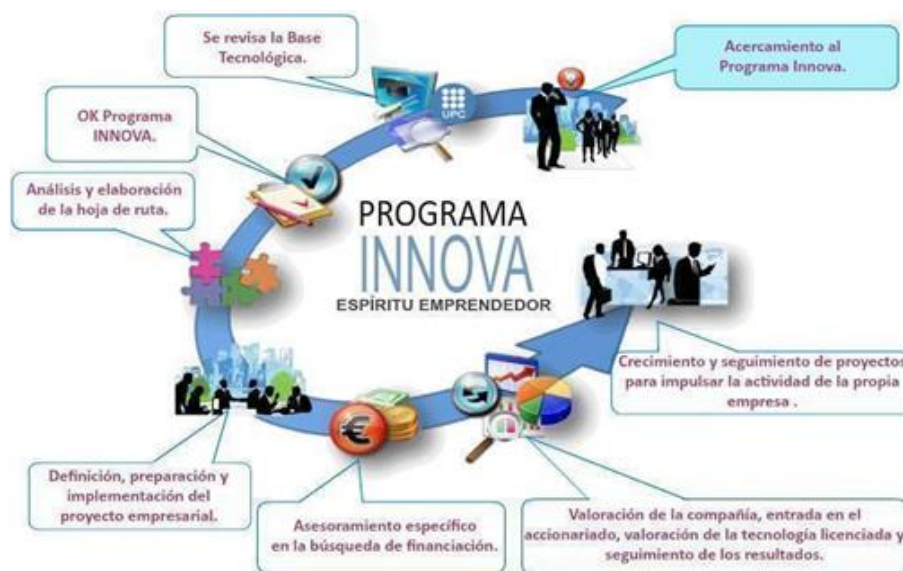 Se revisa la Base
Tecnológica.
Acercamiento al
Programa Innova.
OK Programa
INNOVA.
UPC
Análisis y elaboración
de la hoja de ruta.
PROGRAMA
INNOVA
ESPÍRITU EMPRENDEDOR
Crecimiento y seguimiento de proyectos
para impulsar la actividad de la propia
empresa .
Definición, preparación y
implementación del
proyecto empresarial.
€
Asesoramiento específico
en la búsqueda de financiación.
Valoración de la compañía, entrada en el
accionariado, valoración de la tecnología licenciada y
seguimiento de los resultados.